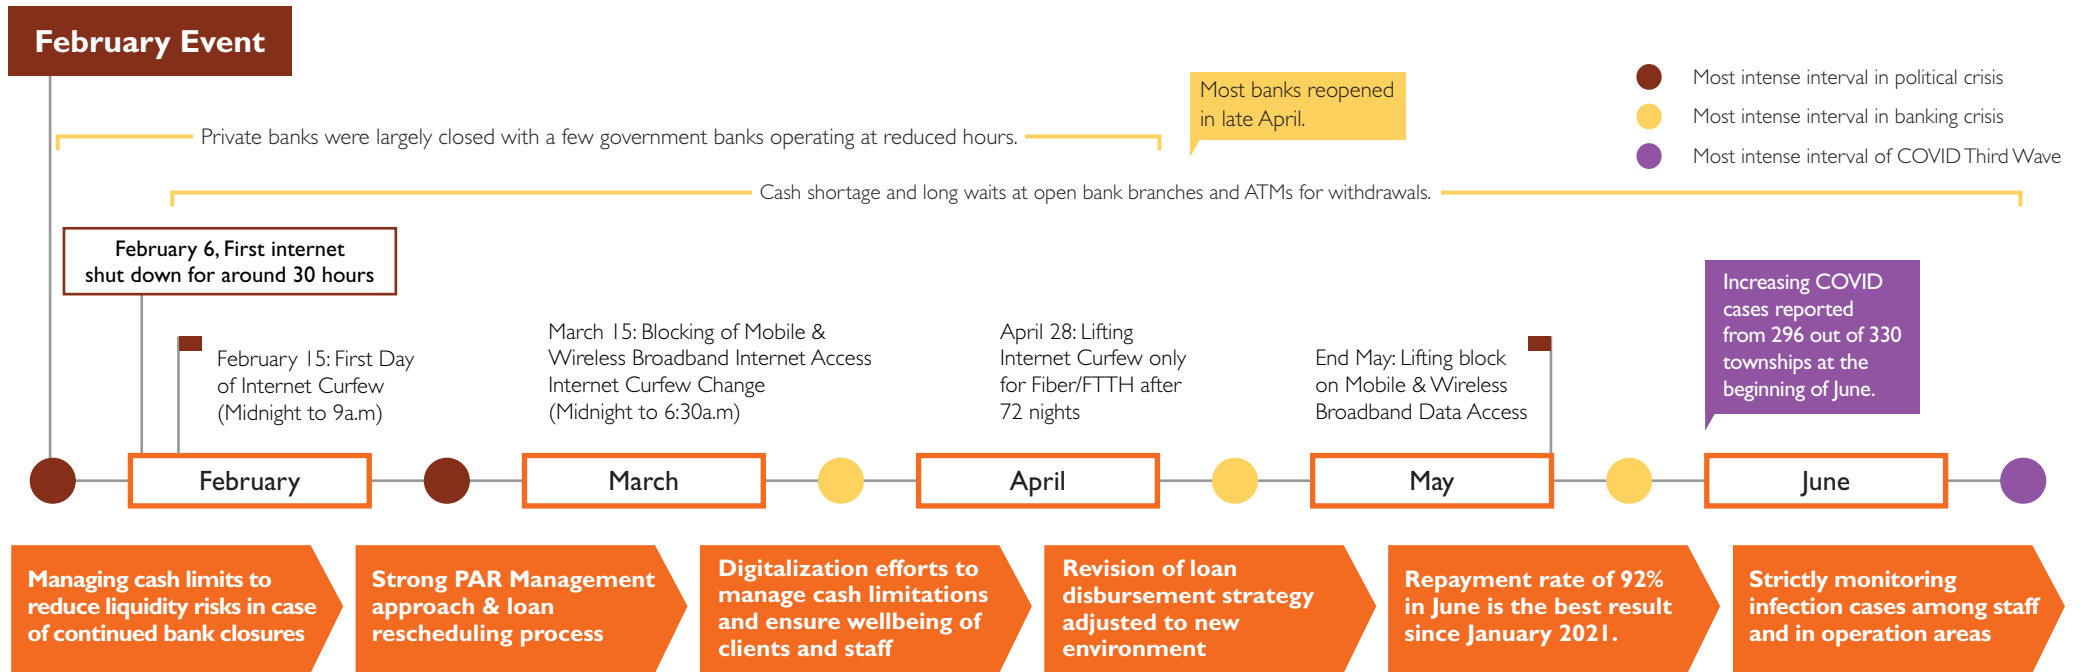 February Event
Most intense interval in political crisis
Most intense interval in banking crisis
Most intense interval of COVID Third Wave
Most banks reopened
in late April.
Private banks were largely closed with a few government banks operating at reduced hours.
Cash shortage and long waits at open bank branches and ATMs for withdrawals.
February 6, First internet
shut down for around 30 hours
February 15: First Day
of Internet Curfew
(Midnight to 9a.m)
March 15: Blocking of Mobile &
Wireless Broadband Internet Access
Internet Curfew Change
(Midnight to 6:30a.m)
April 28: Lifting
Internet Curfew only
for Fiber/FTTH after
72 nights
End May: Lifting block
on Mobile & Wireless
Broadband Data Access
Increasing COVID
cases reported
from 296 out of 330
townships at the
beginning of June.
February
March
April
May
June
Managing cash limits to
reduce liquidity risks in case
of continued bank closures
Strong PAR Management
approach & loan
rescheduling process
Digitalization efforts to
manage cash limitations
and ensure wellbeing of
clients and staff
Revision of loan
disbursement strategy
adjusted to new
environment
Repayment rate of 92%
in June is the best result
since January 2021.
Strictly monitoring
infection cases among staff
and in operation areas